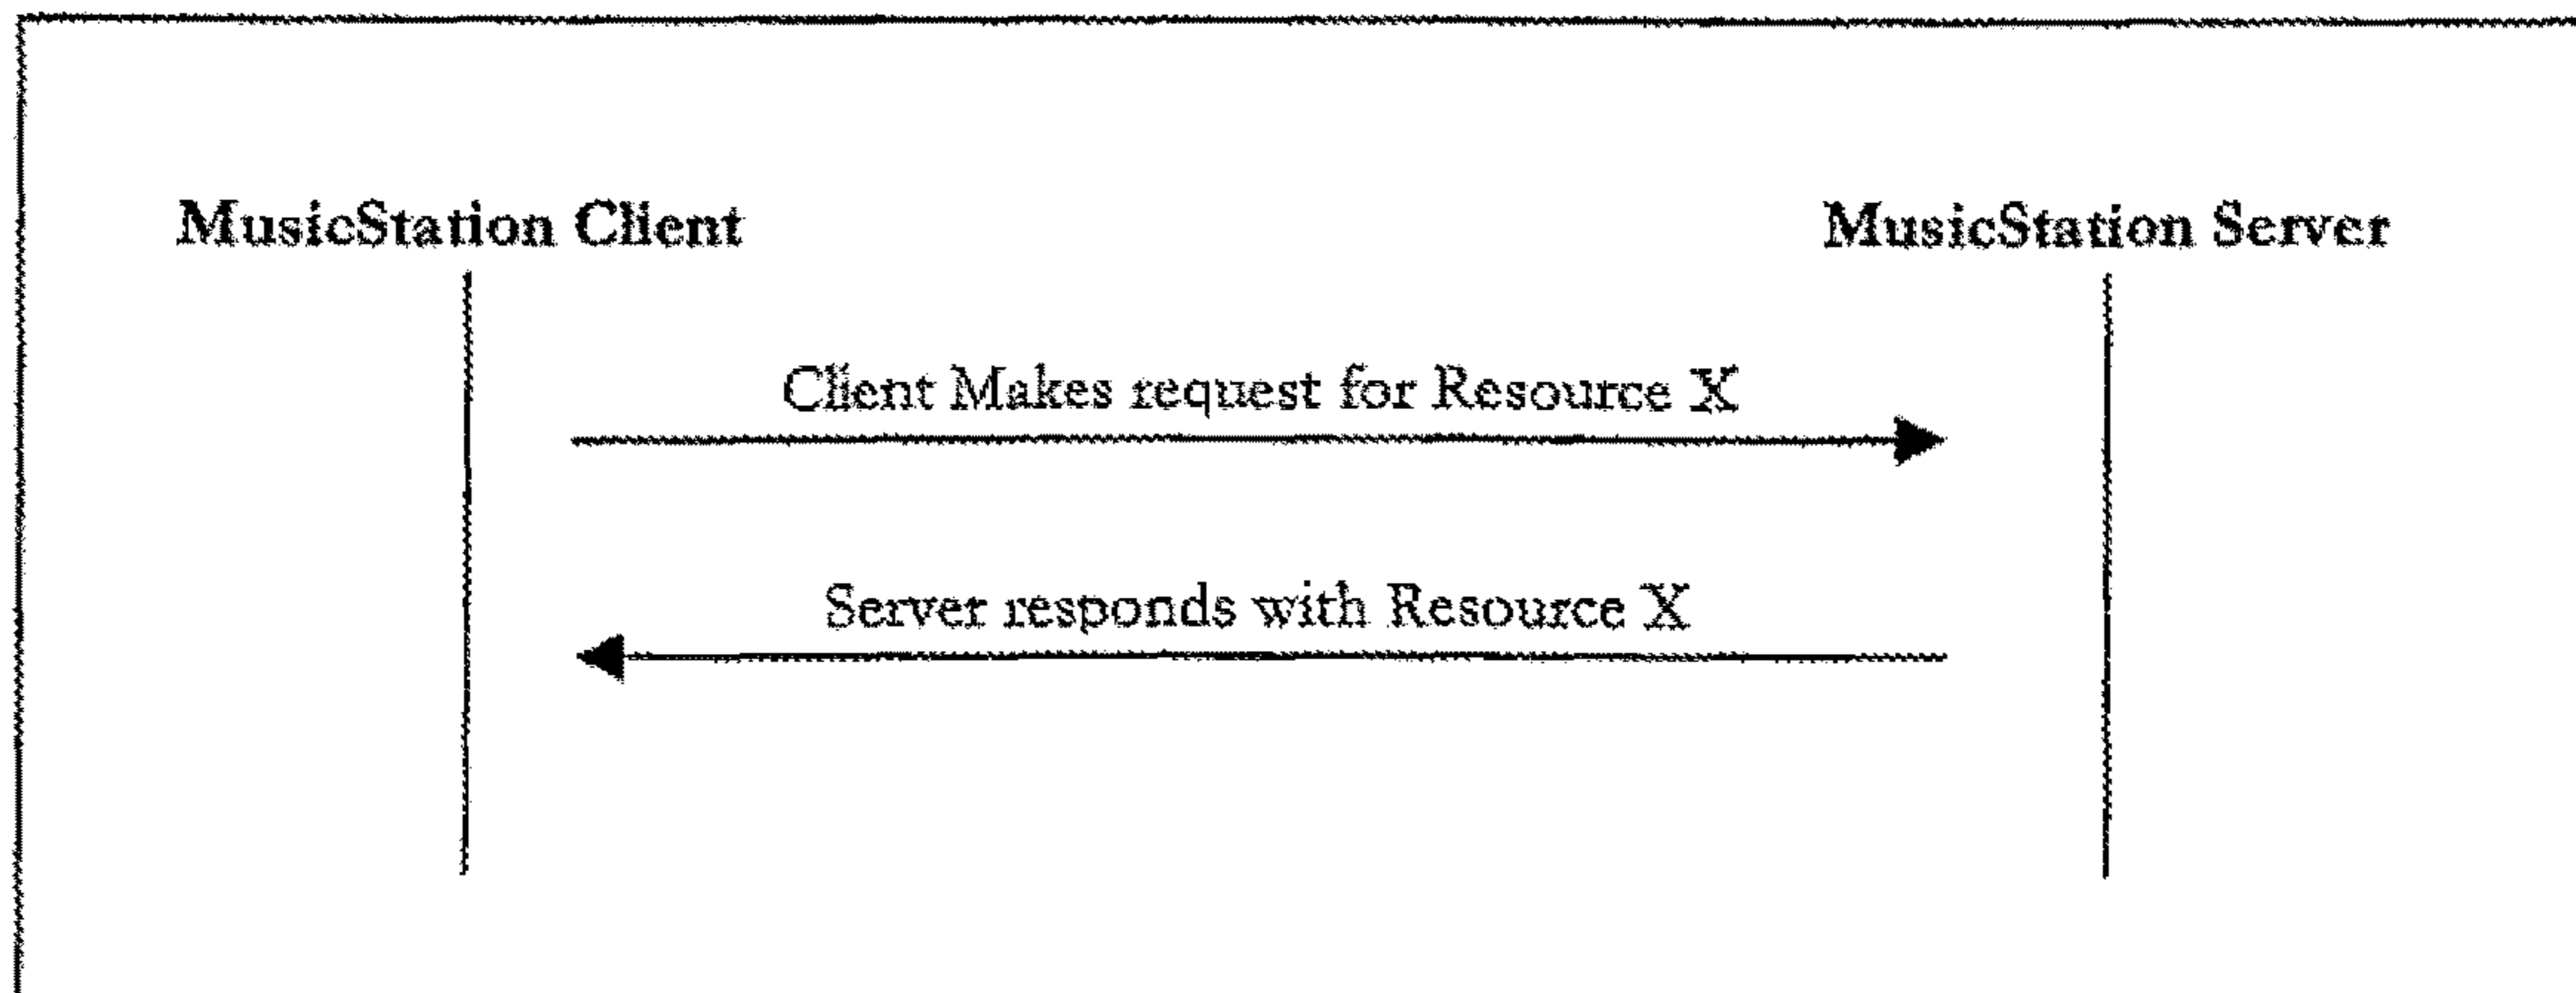 MusicStation Client
MusicStation Server
Client Makes request for Resource X
Server responds with Resource X